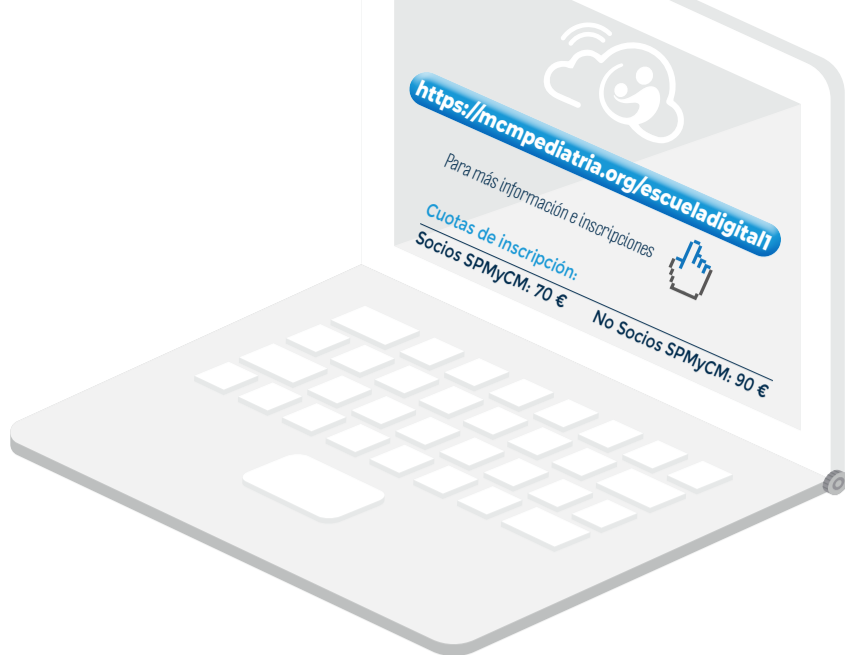 https://mcmpediatria.org/escueladigital1
Para más información e inscripciones
Cuotas de inscripción:
Socios SPMyCM: 70 €
No Socios SPMyCM: 90 €